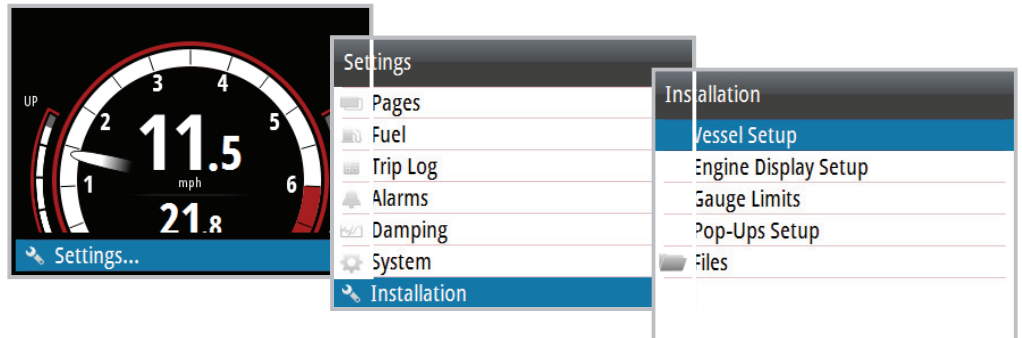 UP
1
2
3
4
5
6
11.5
mph
21.8
Settings...
Settings
Pages
Fuel
Trip Log
Alarms
Damping
System
Installation
Installation
Vessel Setup
Engine Display Setup
Gauge Limits
Pop-Ups Setup
Files